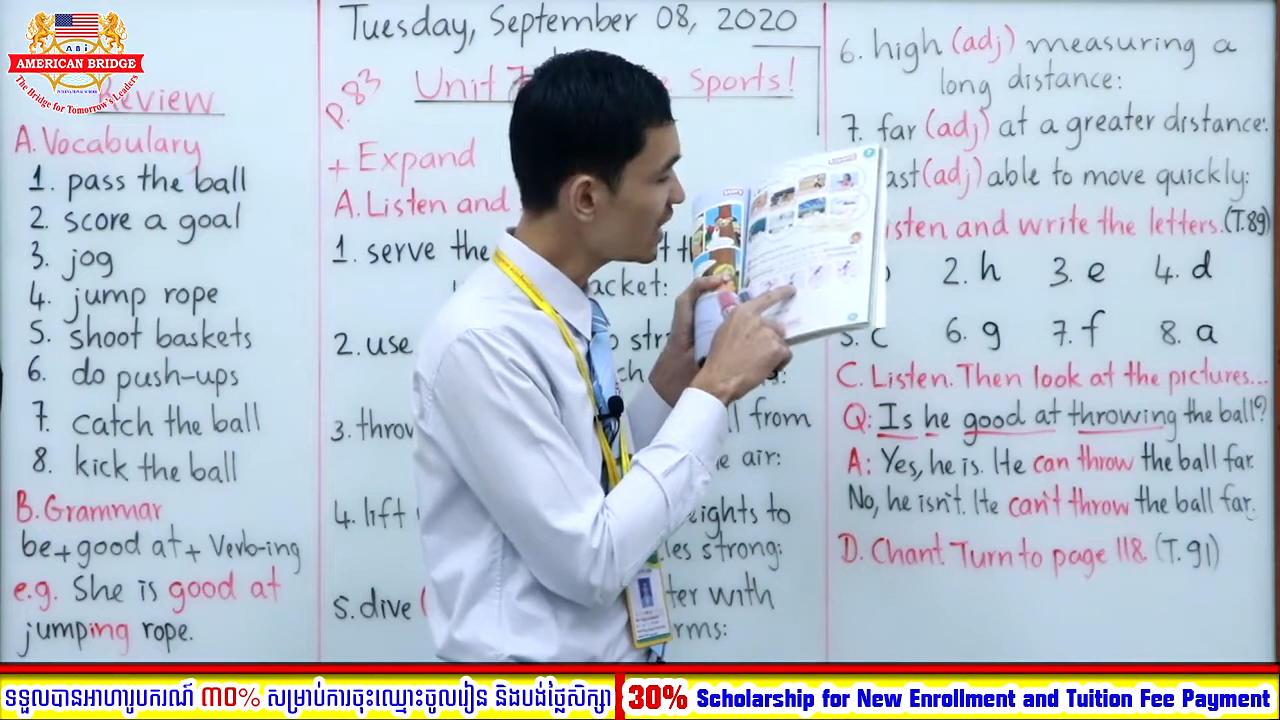 ABi
AMERICAN BRIDGE
INTERNATIONAL SCHOOL
The Bridge for Tomorrow's Leaders
Review
A. Vocabulary
1. pass the ball
2. score a goal
3. jog
4. jump rope
5. shoot baskets
6. do push-ups
7. catch the ball
8. kick the ball
B. Grammar
be + good at + Verb-ing
e.g. She is good at
jumping rope.
Tuesday, September 08, 2020
P. 83
Unit 7 Sports!
+ Expand
A. Listen and
1. serve the
racket:
2. use
3. throw
ll from
the air:
4. lift
weights to
strong:
5. dive
with
arms:
6. high (adj) measuring a
long distance:
7. far (adj) at a greater distance:
fast (adj) able to move quickly:
Listen and write the letters. (T.89)
2. h 3. e 4. d
5. c 6. g 7. f 8. a
C. Listen. Then look at the pictures...
Q: Is he good at throwing the ball?
A: Yes, he is. He can throw the ball far.
No, he isn't. He can't throw the ball far.
D. Chant. Turn to page 118. (T.91)
ទទួលបានអាហារូបករណ៍ ៣០% សម្រាប់ការចុះឈ្មោះចូលរៀន និងបង់ថ្លៃសិក្សា
30% Scholarship for New Enrollment and Tuition Fee Payment